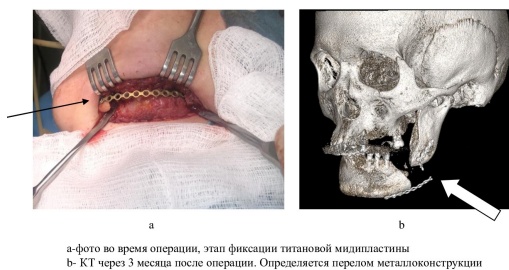 a
b
а-фото во время операции, этап фиксации титановой мидипластины
b- КТ через 3 месяца после операции. Определяется перелом металлоконструкции